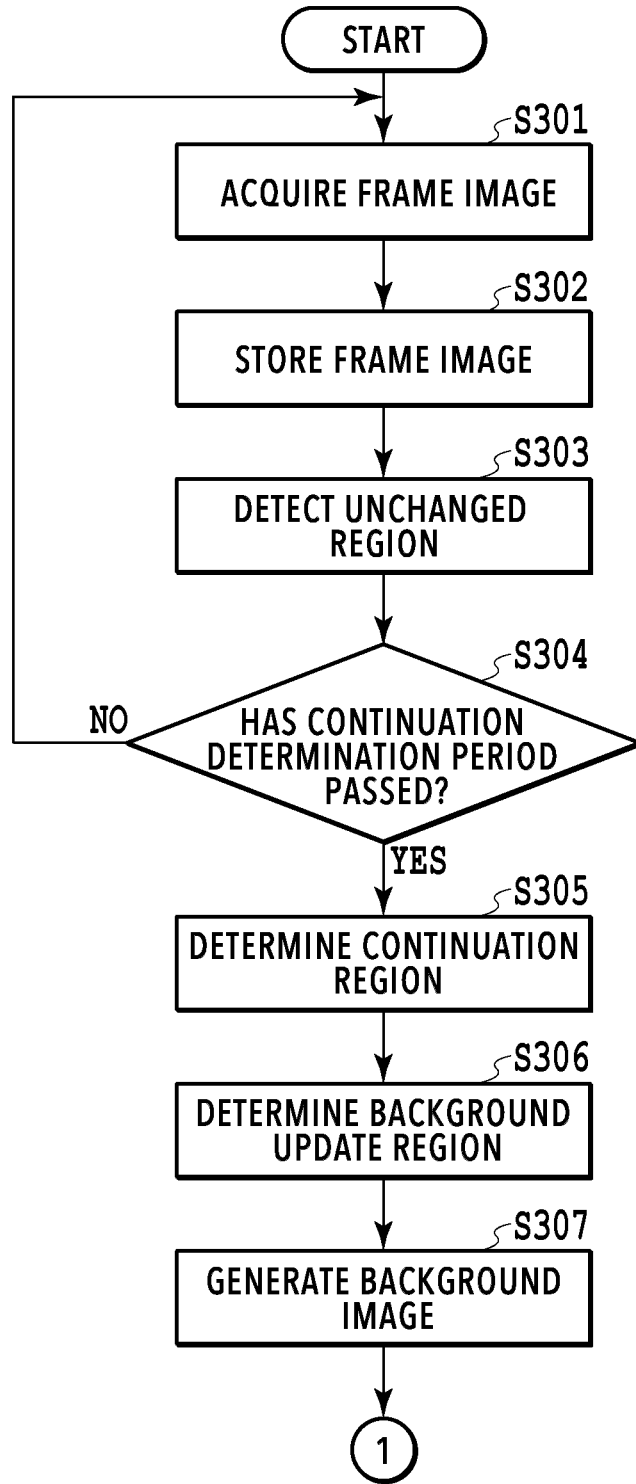 START
S301
ACQUIRE FRAME IMAGE
S302
STORE FRAME IMAGE
S303
DETECT UNCHANGED
REGION
S304
NO
HAS CONTINUATION
DETERMINATION PERIOD
PASSED?
YES
S305
DETERMINE CONTINUATION
REGION
S306
DETERMINE BACKGROUND
UPDATE REGION
S307
GENERATE BACKGROUND
IMAGE
1